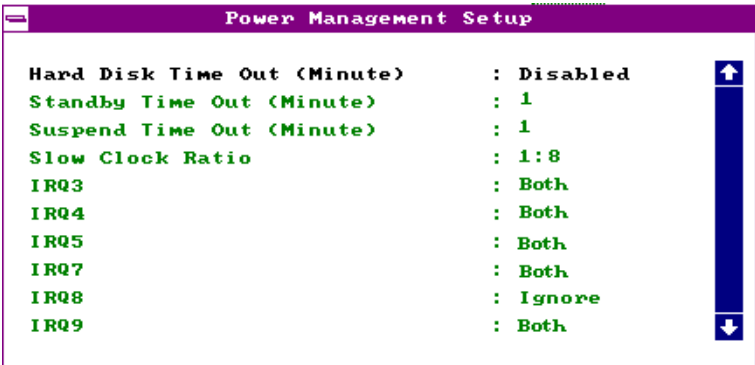 Power Management Setup
Hard Disk Time Out (Minute) : Disabled
Standby Time Out (Minute) : 1
Suspend Time Out (Minute) : 1
Slow Clock Ratio : 1:8
IRQ3 : Both
IRQ4 : Both
IRQ5 : Both
IRQ7 : Both
IRQ8 : Ignore
IRQ9 : Both